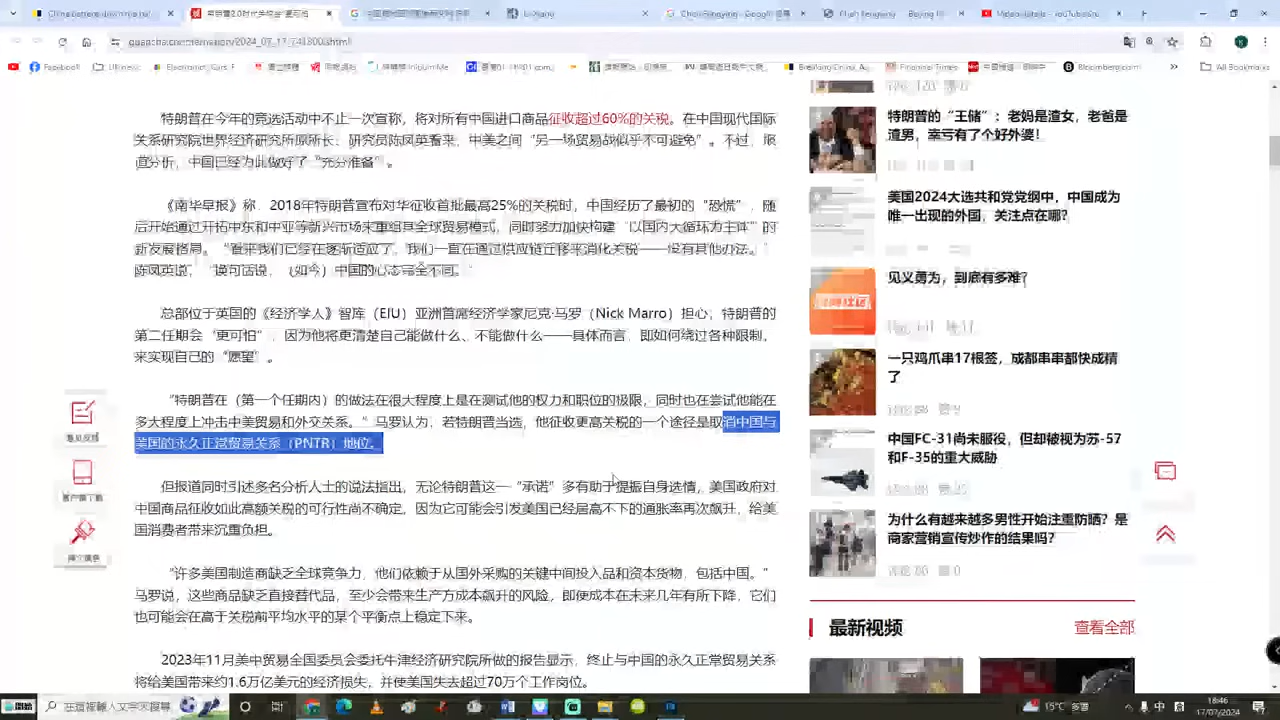 Facebook
Bloomberg.com
All Bookmarks
特朗普在今年的竞选活动中不止一次宣称，将对所有中国进口商品征收超过60%的关税。在中国现代国际
关系研究院世界经济研究所原所长、研究员陈凤英看来，中美之间“另一场贸易战似乎不可避免”。不过，
道分析，中国已经为此做好了“充分准备”。
《南华早报》称，2018年特朗普宣布对华征收首批最高25%的关税时，中国经历了最初的“恐慌”，随
后开始通过开拓中东和中亚等新兴市场来重组其全球贸易模式，同时努力加快构建“以国内大循环为主体”的
新发展格局。“看来我们已经在逐渐适应了，我们一直在通过供应链迁移来消化关税——没有其他办法。”
陈凤英说，“换句话说，（如今）中国的心态完全不同。”
总部位于英国的《经济学人》智库（EIU）亚洲首席经济学家尼克·马罗（Nick Marro）担心，特朗普的
第二任期会“更可怕”，因为他将更清楚自己能做什么、不能做什么——具体而言，即如何绕过各种限制，
来实现自己的“愿望”。
“特朗普在（第一个任期内）的做法在很大程度上是在测试他的权力和职位的极限，同时也在尝试他能在
多大程度上冲击中美贸易和外交关系。”马罗认为，若特朗普当选，他征收更高关税的一个途径是取消中国与
美国的永久正常贸易关系（PNTR）地位。
但报道同时引述多名分析人士的说法指出，无论特朗普这一“承诺”多有助于提振自身选情，美国政府对
中国商品征收如此高额关税的可行性尚不确定，因为它可能会引发美国已经居高不下的通胀率再次飙升，给美
国消费者带来沉重负担。
“许多美国制造商缺乏全球竞争力，他们依赖于从国外采购的关键中间投入品和资本货物，包括中国。”
马罗说，这些商品缺乏直接替代品，至少会带来生产方成本飙升的风险，即便成本在未来几年有所下降，它们
也可能会在高于关税前平均水平的某个平衡点上稳定下来。
2023年11月美中贸易全国委员会委托牛津经济研究院所做的报告显示，终止与中国的永久正常贸易关系
将给美国带来约1.6万亿美元的经济损失，并使美国失去超过70万个工作岗位。
意见反馈
客户端下载
特朗普的“王储”：老妈是渣女，老爸是
渣男，幸亏有了个好外婆！
美国2024大选共和党党纲中，中国成为
唯一出现的外国，关注点在哪？
见义勇为，到底有多难？
一只鸡爪串17根签，成都串串都快成精
了
中国FC-31尚未服役，但却被视为苏-57
和F-35的重大威胁
为什么有越来越多男性开始注重防晒？是
商家营销宣传炒作的结果吗？
最新视频
查看全部
開始
18:46
17/07/2024